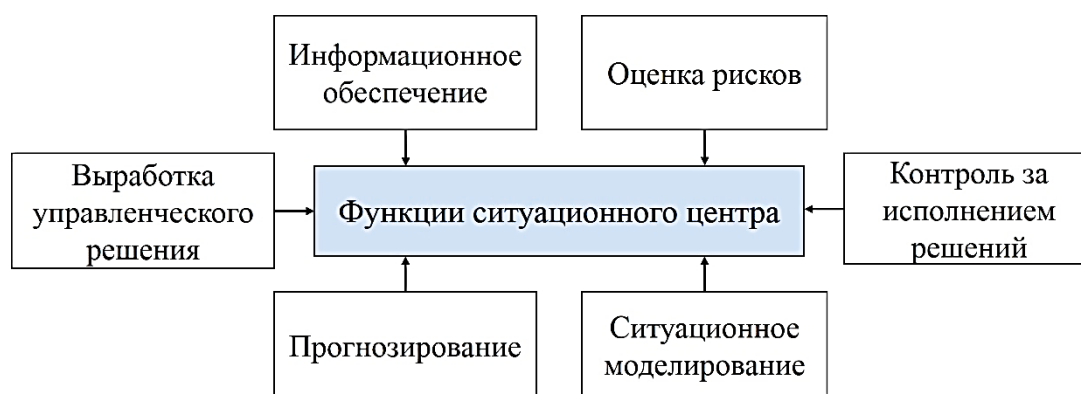 Информационное
обеспечение
Оценка рисков
Выработка
управленческого
решения
Функции ситуационного центра
Контроль за
исполнением
решений
Прогнозирование
Ситуационное
моделирование